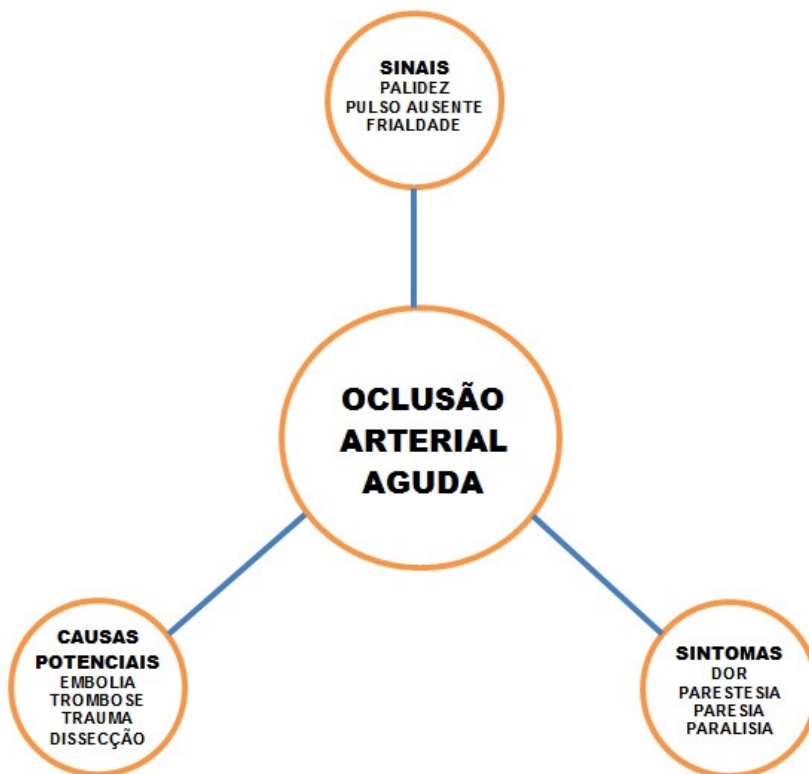 SINAIS
PALIDEZ
PULSO AUSENTE
FRIALDADE
OCLUSÃO
ARTERIAL
AGUDA
CAUSAS
POTENCIAIS
EMBOLIA
TROMBOSE
TRAUMA
DISSECÇÃO
SINTOMAS
DOR
PARESTESIA
PARESIA
PARALISIA